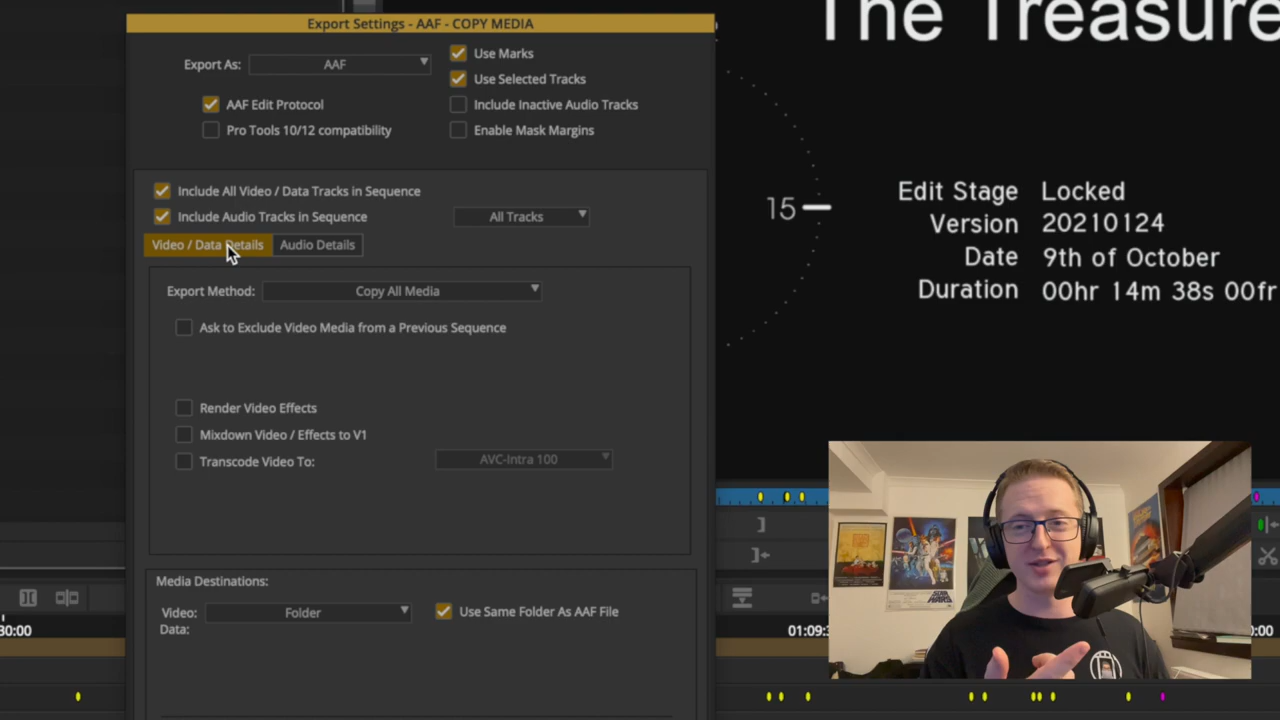 Export Settings - AAF - COPY MEDIA
The Treasure
Export As: AAF
Use Marks
Use Selected Tracks
AAF Edit Protocol
Include Inactive Audio Tracks
Pro Tools 10/12 compatibility
Enable Mask Margins
Include All Video / Data Tracks in Sequence
Include Audio Tracks in Sequence
All Tracks
Video / Data Details
Audio Details
Export Method: Copy All Media
Ask to Exclude Video Media from a Previous Sequence
Render Video Effects
Mixdown Video / Effects to V1
Transcode Video To: AVC-Intra 100
Media Destinations:
Video: Folder
Use Same Folder As AAF File
Data:
15
Edit Stage Locked
Version 20210124
Date 9th of October
Duration 00hr 14m 38s 00fr
30:00
01:09:3
0:00
STAR
WARS